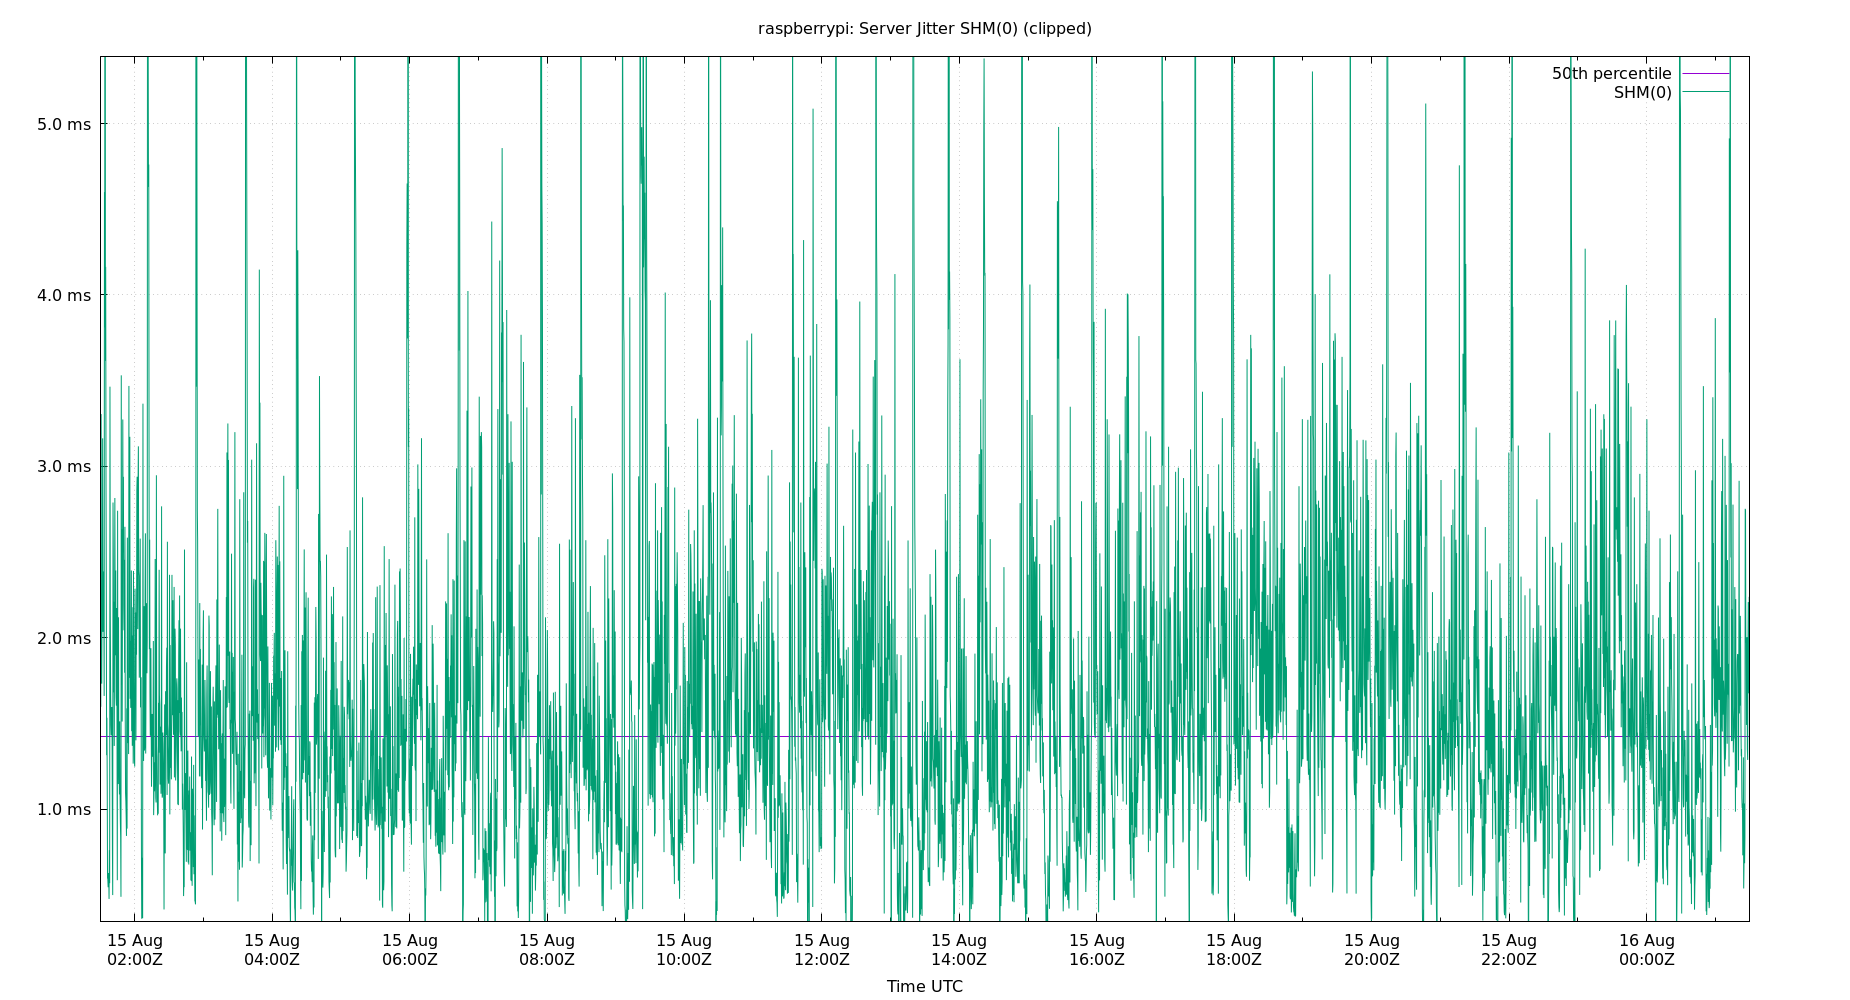 raspberrypi: Server Jitter SHM(0) (clipped)
50th percentile
SHM(0)
5.0 ms
4.0 ms
3.0 ms
2.0 ms
1.0 ms
15 Aug 15 Aug 15 Aug 15 Aug 15 Aug 15 Aug 15 Aug 15 Aug 15 Aug 15 Aug 15 Aug 16 Aug
02:00Z 04:00Z 06:00Z 08:00Z 10:00Z 12:00Z 14:00Z 16:00Z 18:00Z 20:00Z 22:00Z 00:00Z
Time UTC